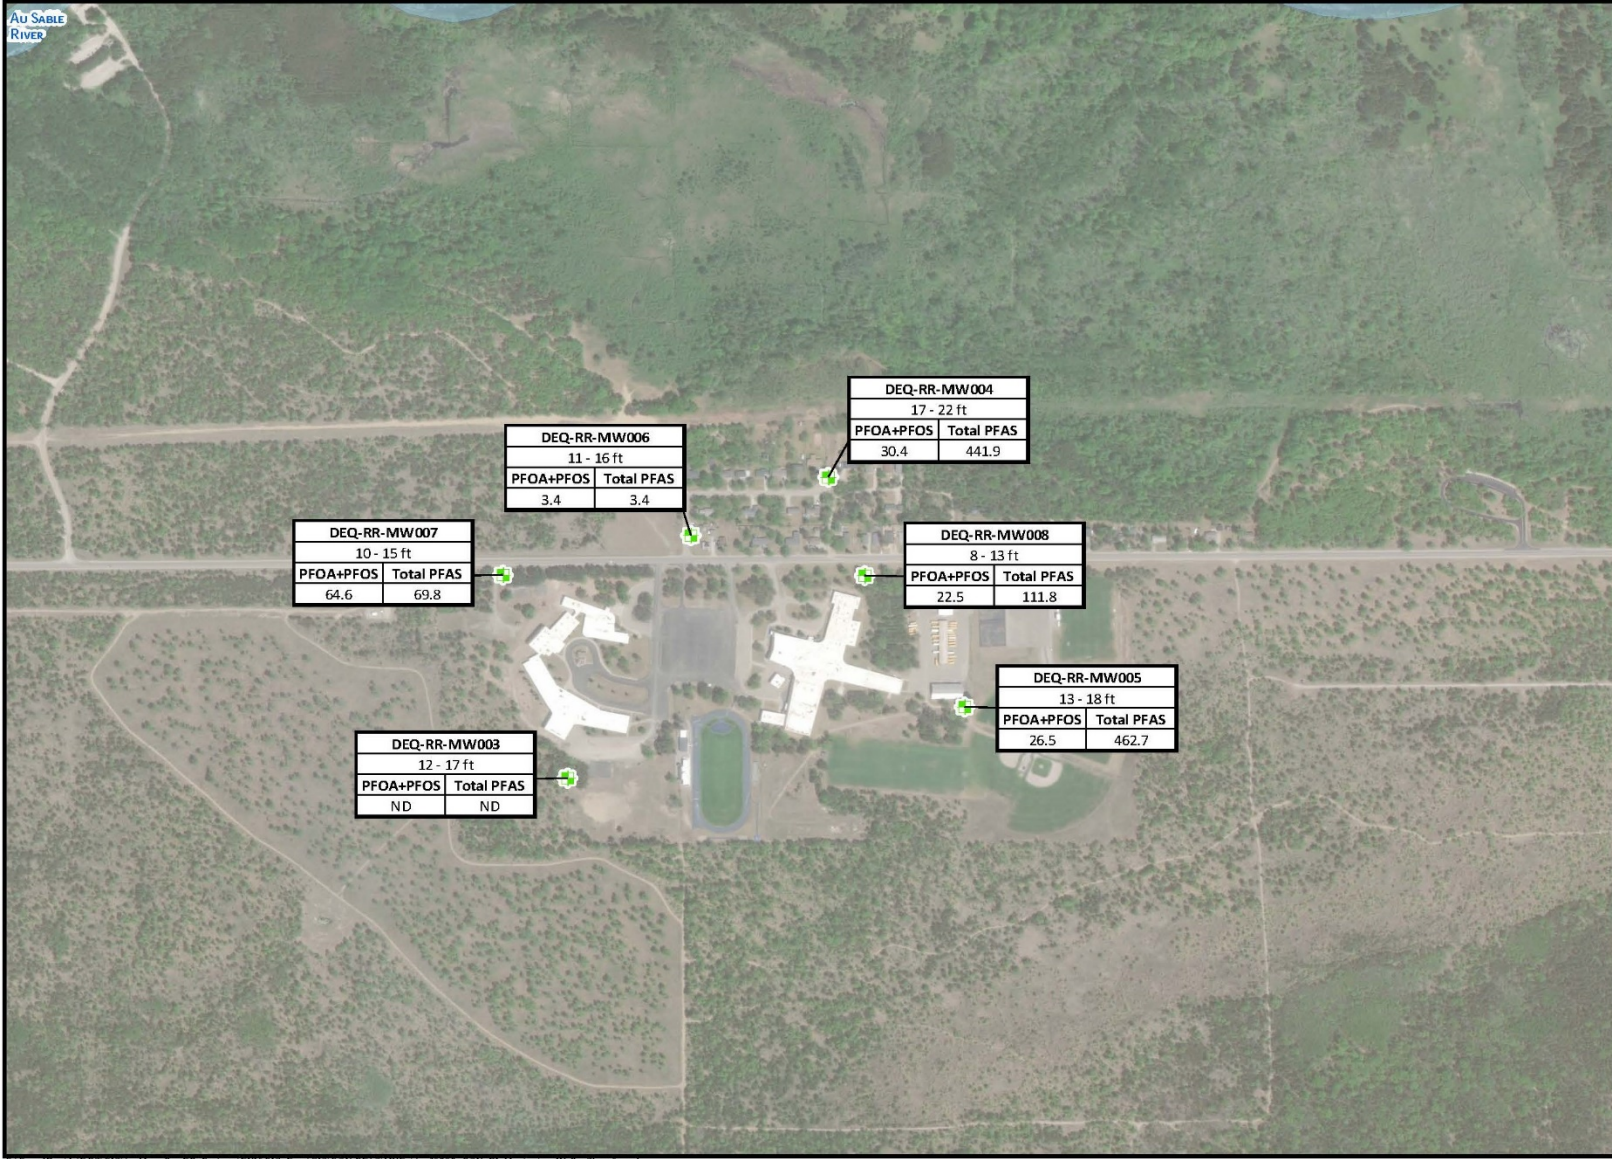 AU SABLE
RIVER
DEQ-RR-MW004
17 - 22 ft
PFOA+PFOS Total PFAS
30.4 441.9
DEQ-RR-MW006
11 - 16 ft
PFOA+PFOS Total PFAS
3.4 3.4
DEQ-RR-MW007
10 - 15 ft
PFOA+PFOS Total PFAS
64.6 69.8
DEQ-RR-MW008
8 - 13 ft
PFOA+PFOS Total PFAS
22.5 111.8
DEQ-RR-MW005
13 - 18 ft
PFOA+PFOS Total PFAS
26.5 462.7
DEQ-RR-MW003
12 - 17 ft
PFOA+PFOS Total PFAS
ND ND